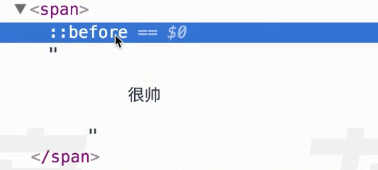 ▼<span>
::before == $0
"
很帅
"
</span>